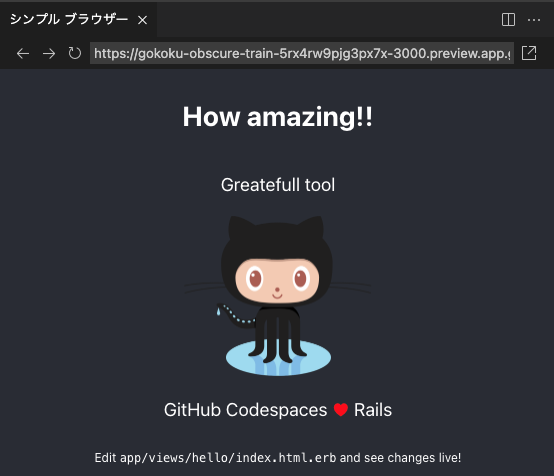 シンプル ブラウザー
https://gokoku-obscure-train-5rx4rw9pjg3px7x-3000.preview.app.g
How amazing!!
Greatefull tool
GitHub Codespaces ❤️ Rails
Edit app/views/hello/index.html.erb and see changes live!